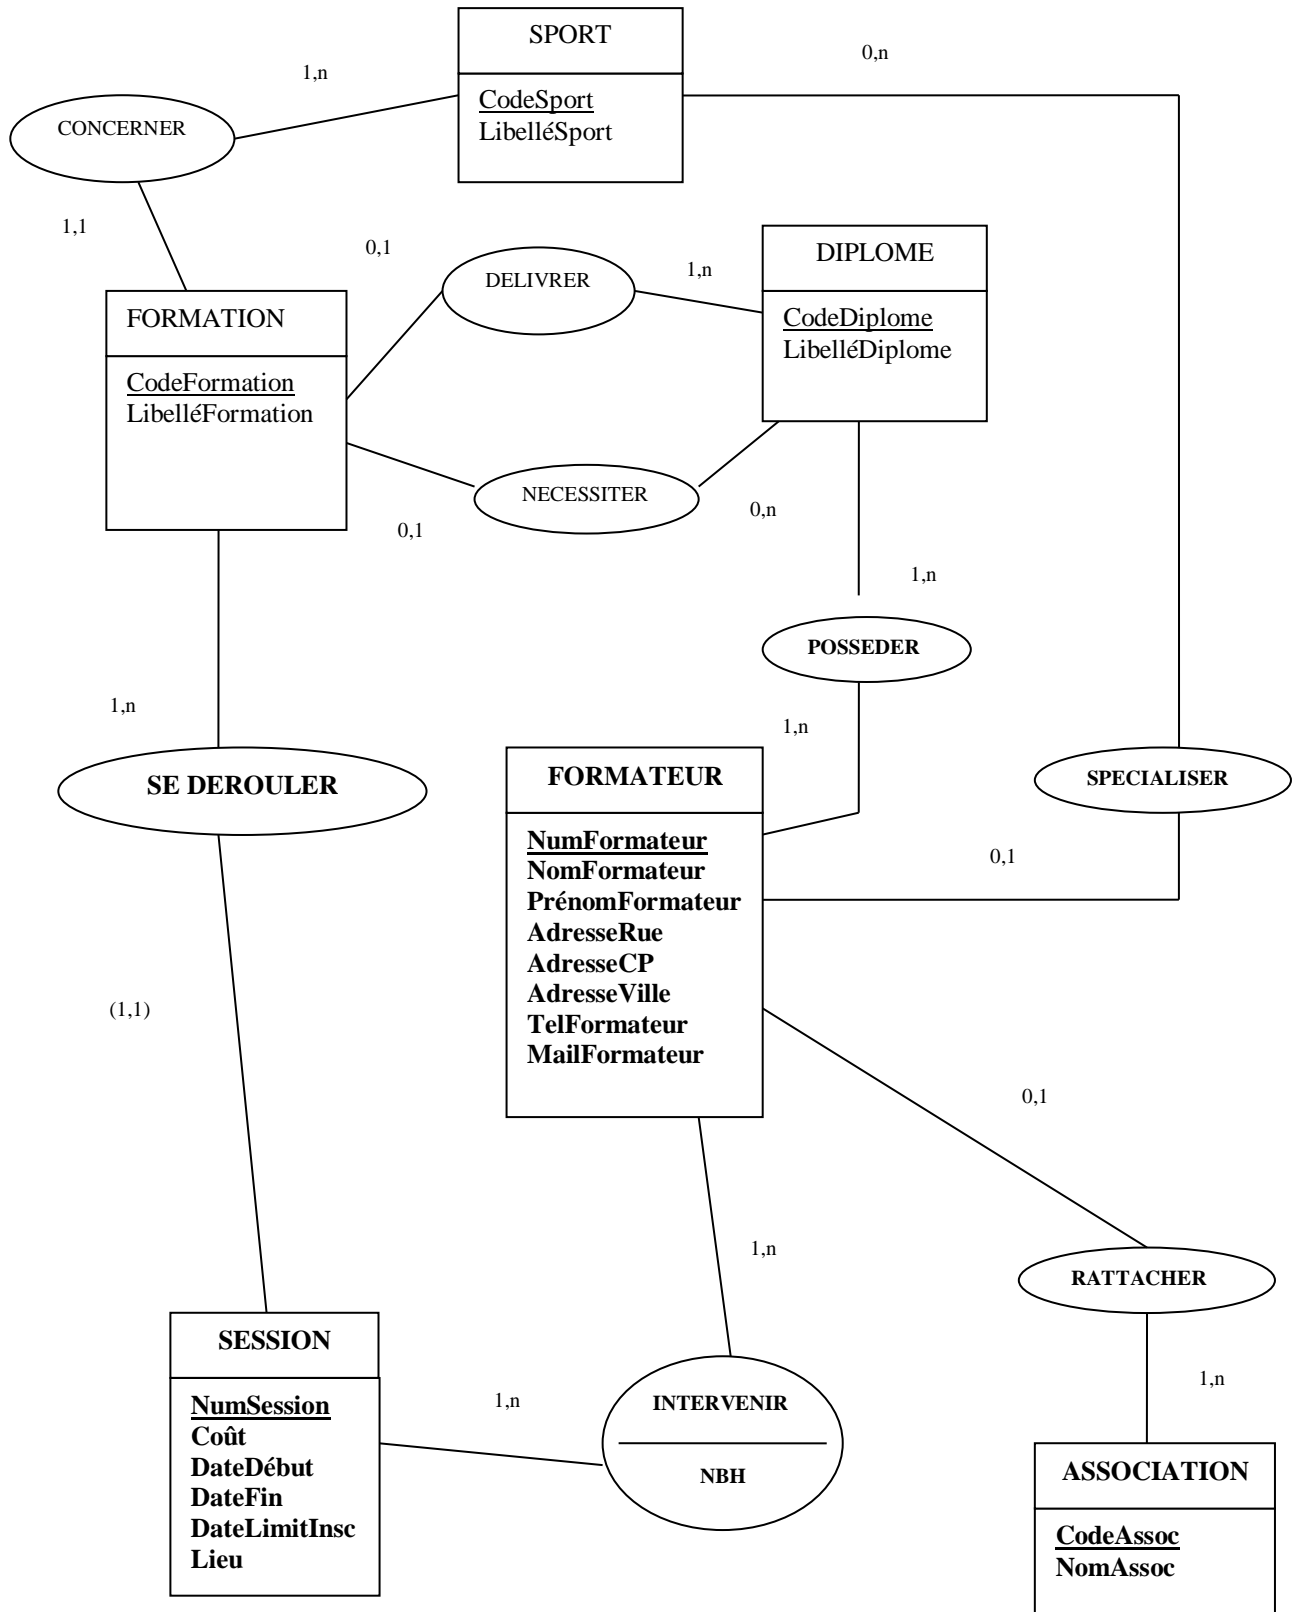 SPORT
CodeSport
LibelléSport
0,n
1,n
CONCERNER
1,1
0,1
DELIVRER
1,n
DIPLOME
CodeDiplome
LibelléDiplome
FORMATION
CodeFormation
LibelléFormation
NECESSITER
0,1
0,n
1,n
POSSEDER
1,n
1,n
SE DEROULER
FORMATEUR
NumFormateur
NomFormateur
PrénomFormateur
AdresseRue
AdresseCP
AdresseVille
TelFormateur
MailFormateur
SPECIALISER
0,1
(1,1)
0,1
1,n
RATTACHER
SESSION
NumSession
Coût
DateDébut
DateFin
DateLimitInsc
Lieu
1,n
INTERVENIR
NBH
1,n
ASSOCIATION
CodeAssoc
NomAssoc